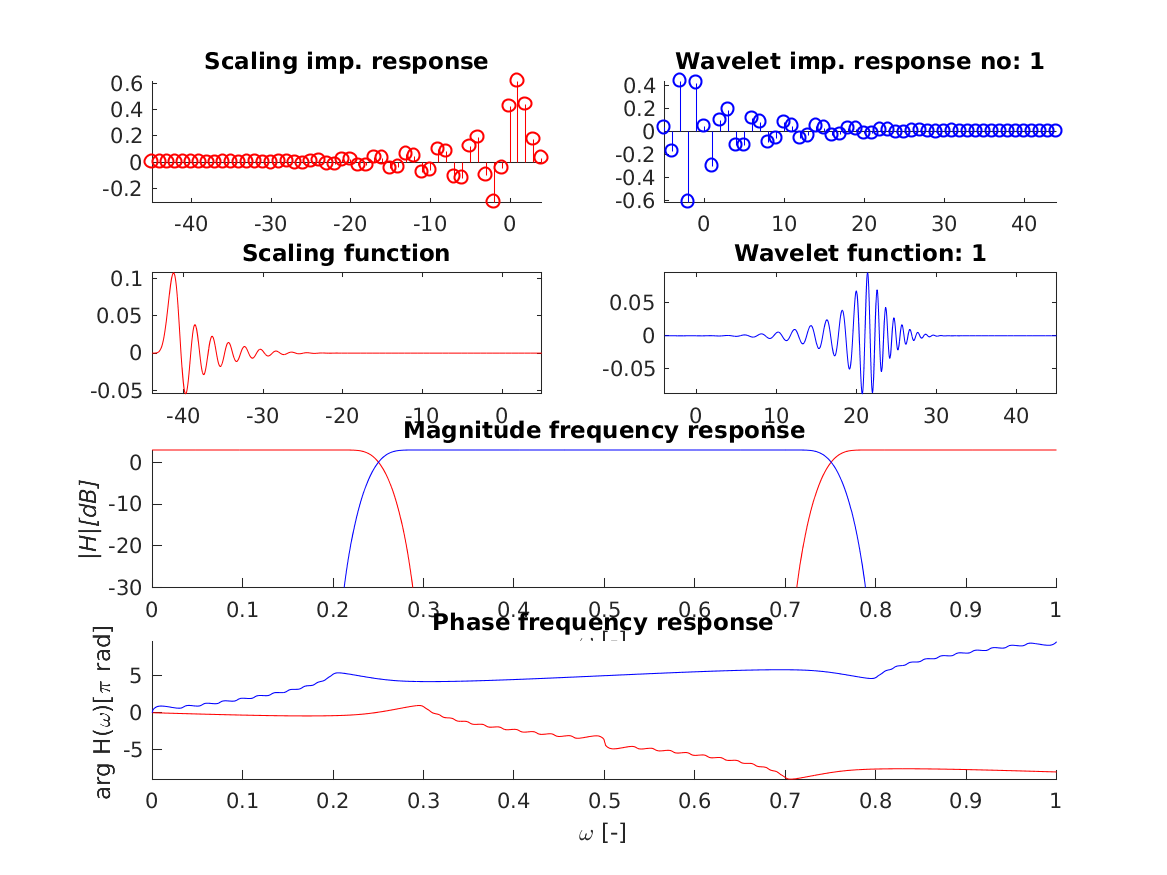 Scaling imp. response
0.6
0.4
0.2
0
-0.2
-40 -30 -20 -10 0
Wavelet imp. response no: 1
0.4
0.2
0
-0.2
-0.4
-0.6
0 10 20 30 40
Scaling function
0.1
0.05
0
-0.05
-40 -30 -20 -10 0
Wavelet function: 1
0.05
0
-0.05
0 10 20 30 40
Magnitude frequency response
|H|[dB]
0
-10
-20
-30
0 0.1 0.2 0.3 0.4 0.5 0.6 0.7 0.8 0.9 1
ω [-]
Phase frequency response
arg H(ω)[π rad]
5
0
-5
0 0.1 0.2 0.3 0.4 0.5 0.6 0.7 0.8 0.9 1
ω [-]